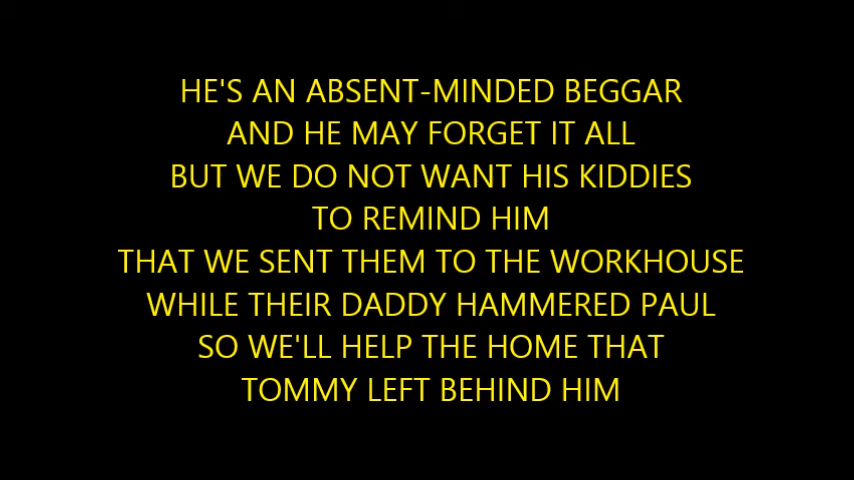 HE'S AN ABSENT-MINDED BEGGAR
AND HE MAY FORGET IT ALL
BUT WE DO NOT WANT HIS KIDDIES
TO REMIND HIM
THAT WE SENT THEM TO THE WORKHOUSE
WHILE THEIR DADDY HAMMERED PAUL
SO WE'LL HELP THE HOME THAT
TOMMY LEFT BEHIND HIM